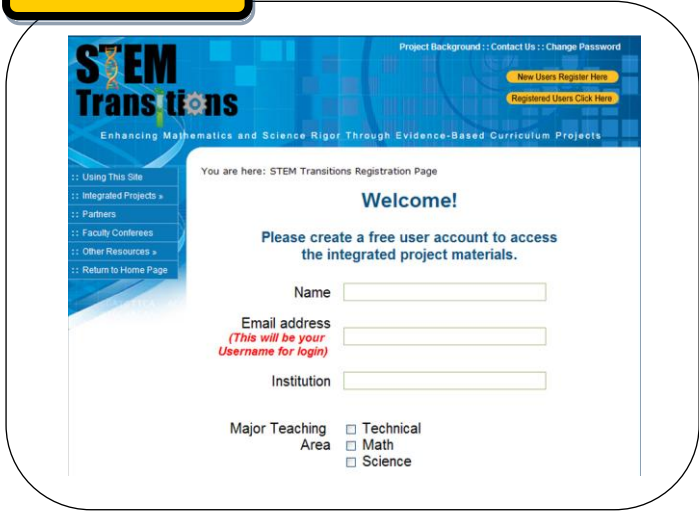 Project Background :: Contact Us :: Change Password
STEM
Transitions
New Users Register Here
Registered Users Click Here
Enhancing Mathematics and Science Rigor Through Evidence-Based Curriculum Projects
You are here: STEM Transitions Registration Page
:: Using This Site
:: Integrated Projects »
:: Partners
:: Faculty Conferees
:: Other Resources »
:: Return to Home Page
Welcome!
Please create a free user account to access
the integrated project materials.
Name
Email address
(This will be your
Username for login)
Institution
Major Teaching
Area
Technical
Math
Science